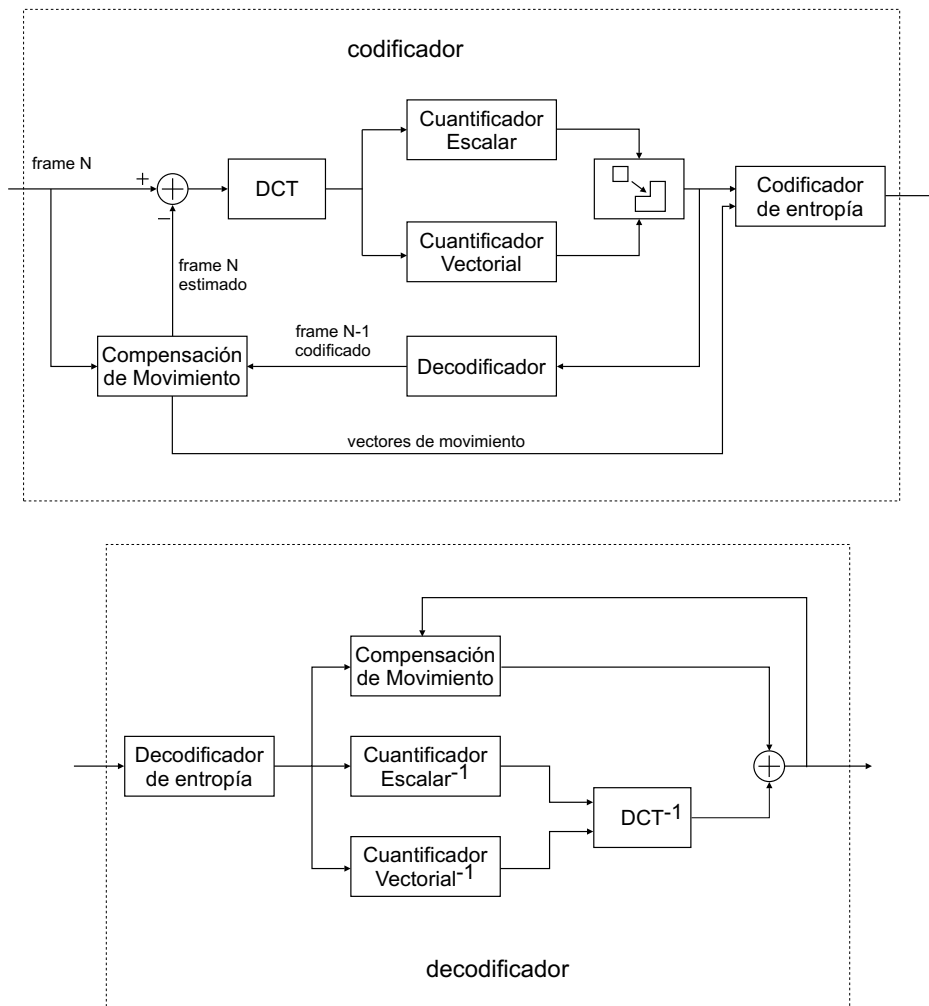 codificador
frame N
+
−
DCT
Cuantificador
Escalar
Cuantificador
Vectorial
Codificador
de entropía
frame N
estimado
frame N-1
codificado
Compensación
de Movimiento
Decodificador
vectores de movimiento
Compensación
de Movimiento
Decodificador
de entropía
Cuantificador
Escalar-1
DCT-1
Cuantificador
Vectorial-1
decodificador